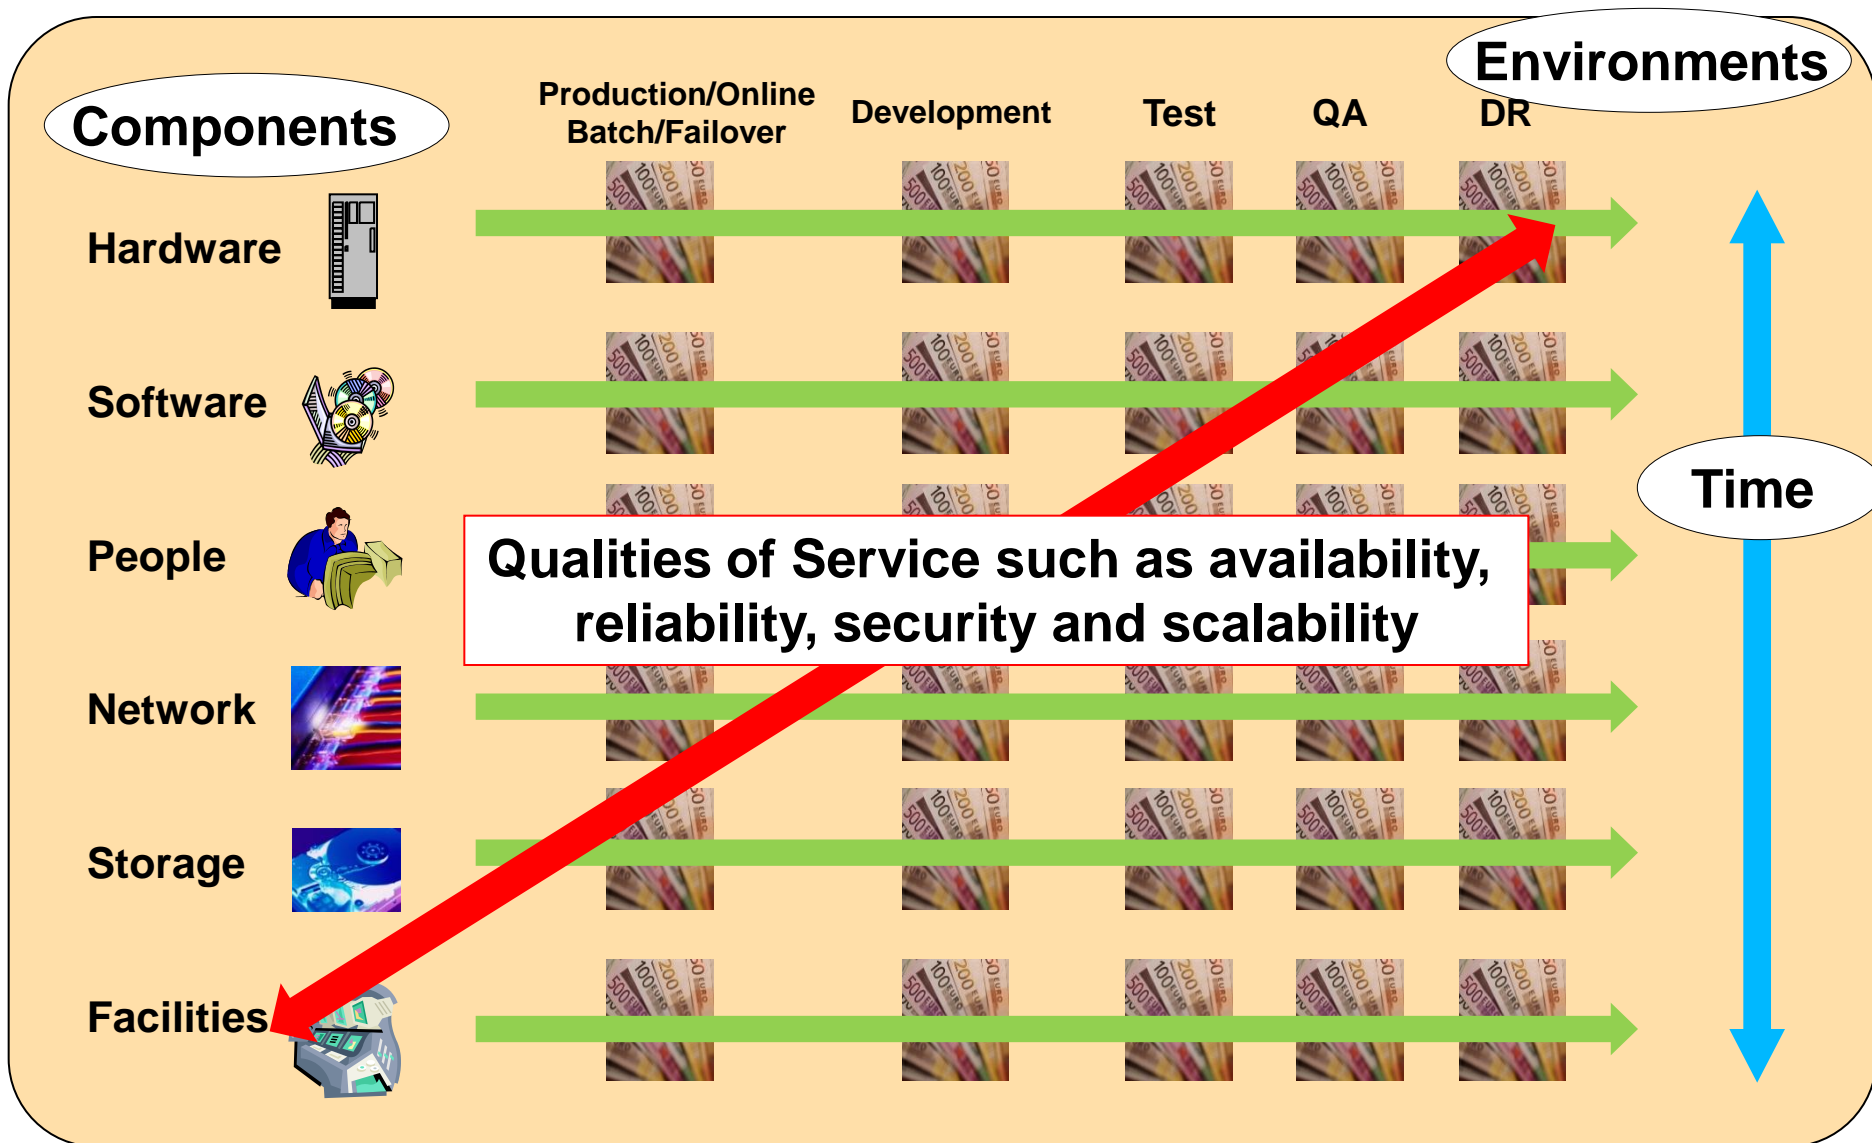 Environments
Components
Production/Online
Batch/Failover
Development
Test
QA
DR
Hardware
Software
Time
People
Qualities of Service such as availability,
reliability, security and scalability
Network
Storage
Facilities